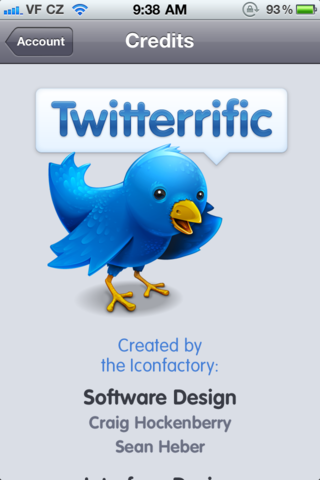 VF CZ 9:38 AM 93%
Account Credits
Twitterrific
Created by
the Iconfactory:
Software Design
Craig Hockenberry
Sean Heber